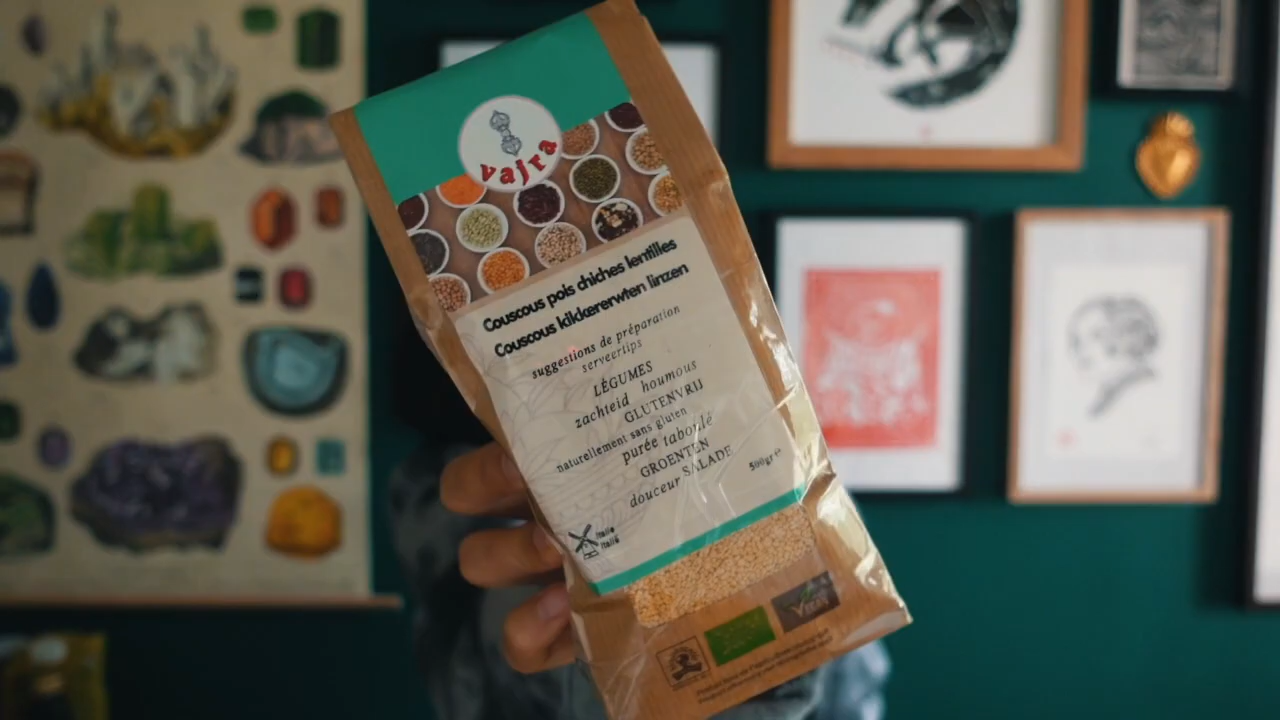 vajra
Couscous pois chiches lentilles
Couscous kikkererwten linzen
suggestions de préparation
serveertips
LÉGUMES
zachteid houmous
GLUTENVRIJ
naturellement sans gluten
purée taboulé
GROENTEN
douceur SALADE
500gr e
Italie
Italië